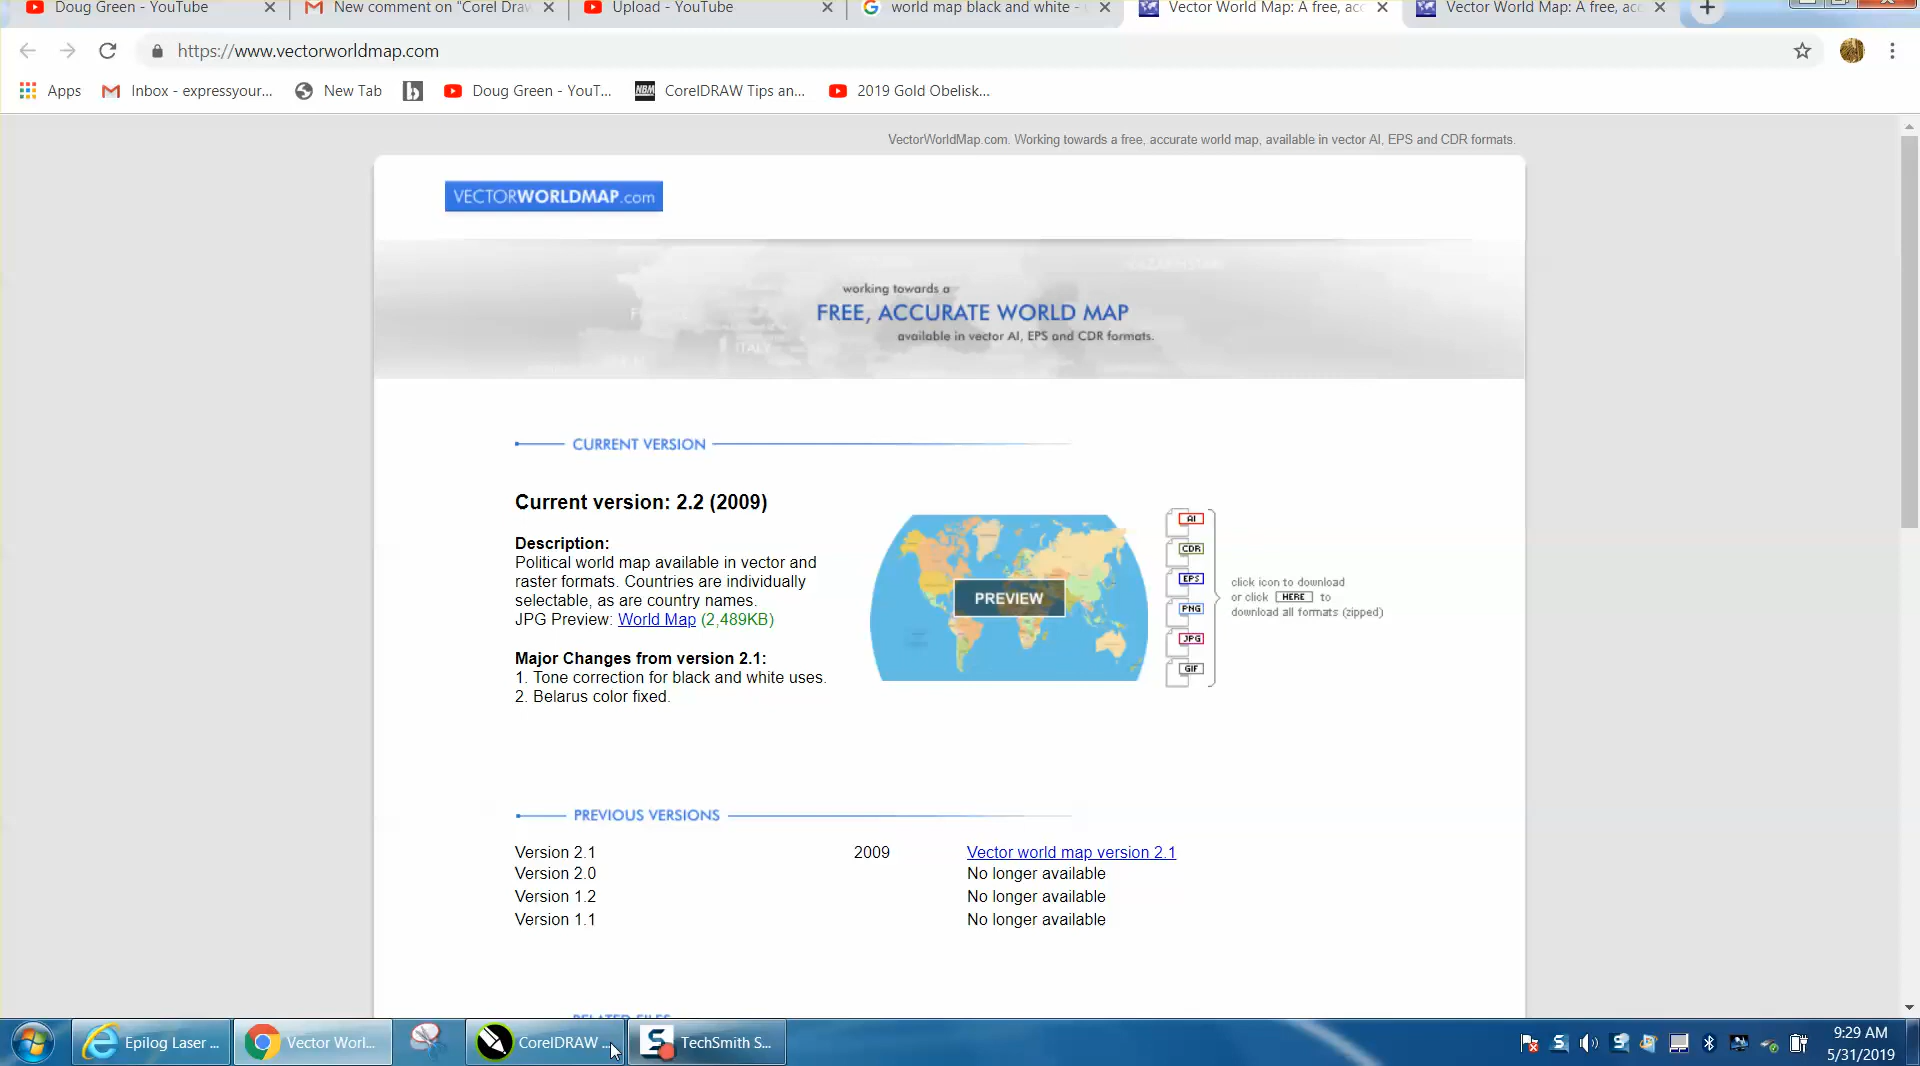 Doug Green - YouTube
New comment on "Corel Draw
Upload - YouTube
world map black and white -
Vector World Map: A free, acc
Vector World Map: A free, acc
https://www.vectorworldmap.com
Apps
Inbox - expressyour...
New Tab
Doug Green - YouT...
NBM
CorelDRAW Tips an...
2019 Gold Obelisk...
VectorWorldMap.com. Working towards a free, accurate world map, available in vector AI, EPS and CDR formats.
VECTORWORLDMAP.com
working towards a
FREE, ACCURATE WORLD MAP
available in vector AI, EPS and CDR formats.
ITALY
CURRENT VERSION
Current version: 2.2 (2009)
Description:
Political world map available in vector and
raster formats. Countries are individually
selectable, as are country names.
JPG Preview: World Map (2,489KB)
Major Changes from version 2.1:
1. Tone correction for black and white uses.
2. Belarus color fixed.
PREVIEW
AI
CDR
EPS
PNG
JPG
GIF
click icon to download
or click HERE to
download all formats (zipped)
PREVIOUS VERSIONS
Version 2.1 2009 Vector world map version 2.1
Version 2.0 No longer available
Version 1.2 No longer available
Version 1.1 No longer available
RELATED FILES
Epilog Laser ...
Vector Worl...
CorelDRAW ...
TechSmith S...
9:29 AM
5/31/2019